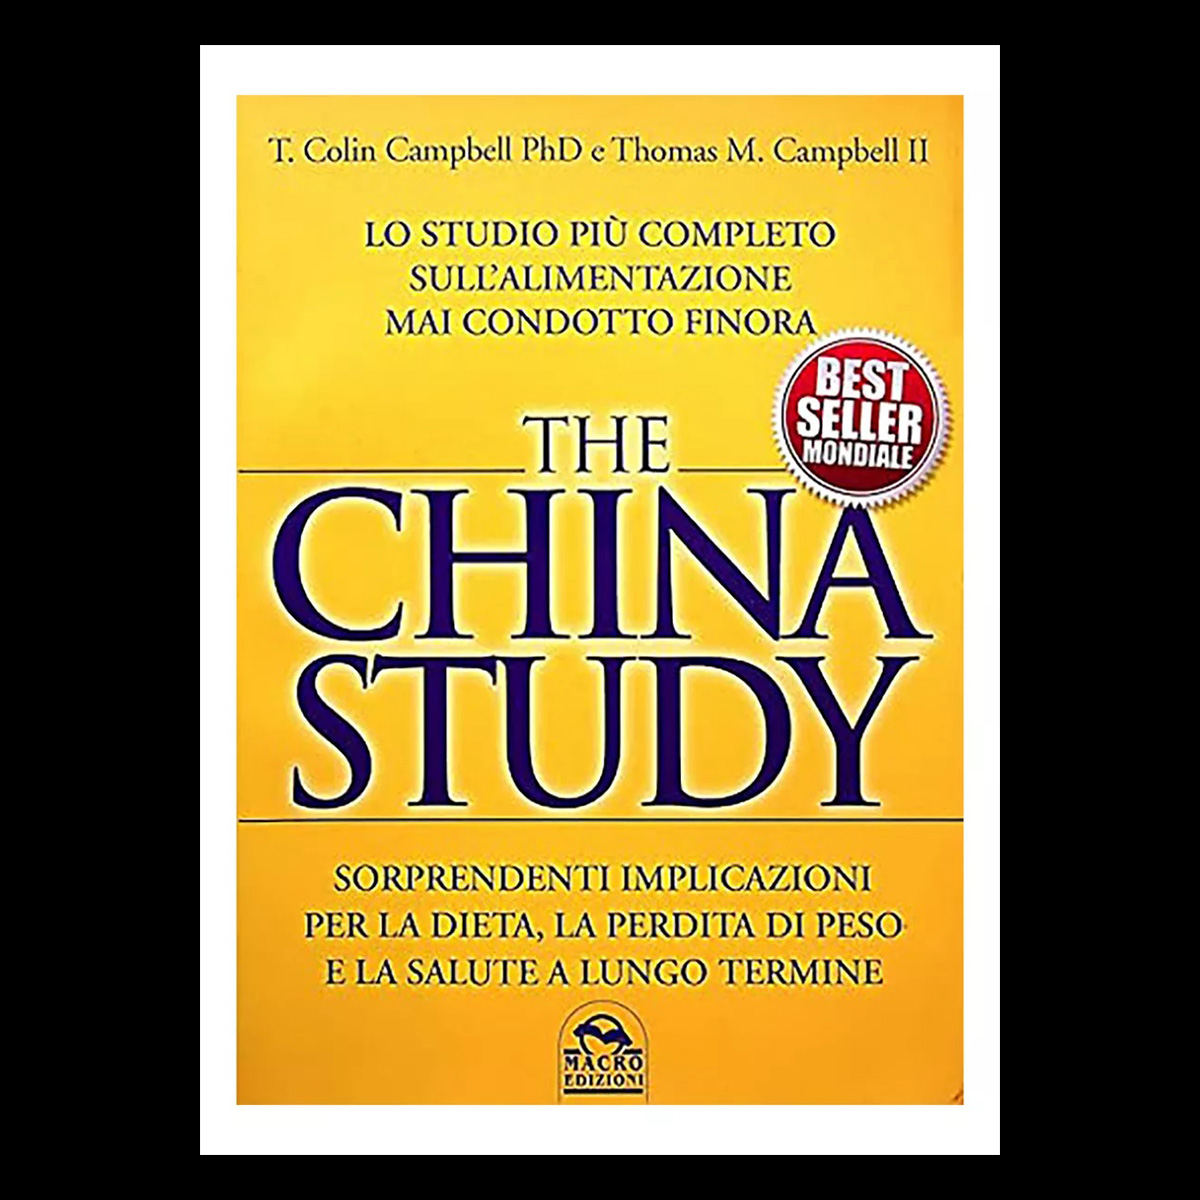 T. Colin Campbell PhD e Thomas M. Campbell II
LO STUDIO PIÙ COMPLETO
SULL'ALIMENTAZIONE
MAI CONDOTTO FINORA
BEST
SELLER
MONDIALE
THE
CHINA
STUDY
SORPRENDENTI IMPLICAZIONI
PER LA DIETA, LA PERDITA DI PESO
E LA SALUTE A LUNGO TERMINE
MACRO
EDIZIONI